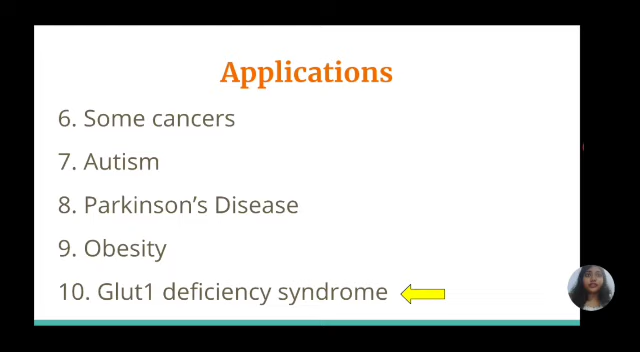 Applications
6. Some cancers
7. Autism
8. Parkinson's Disease
9. Obesity
10. Glut1 deficiency syndrome